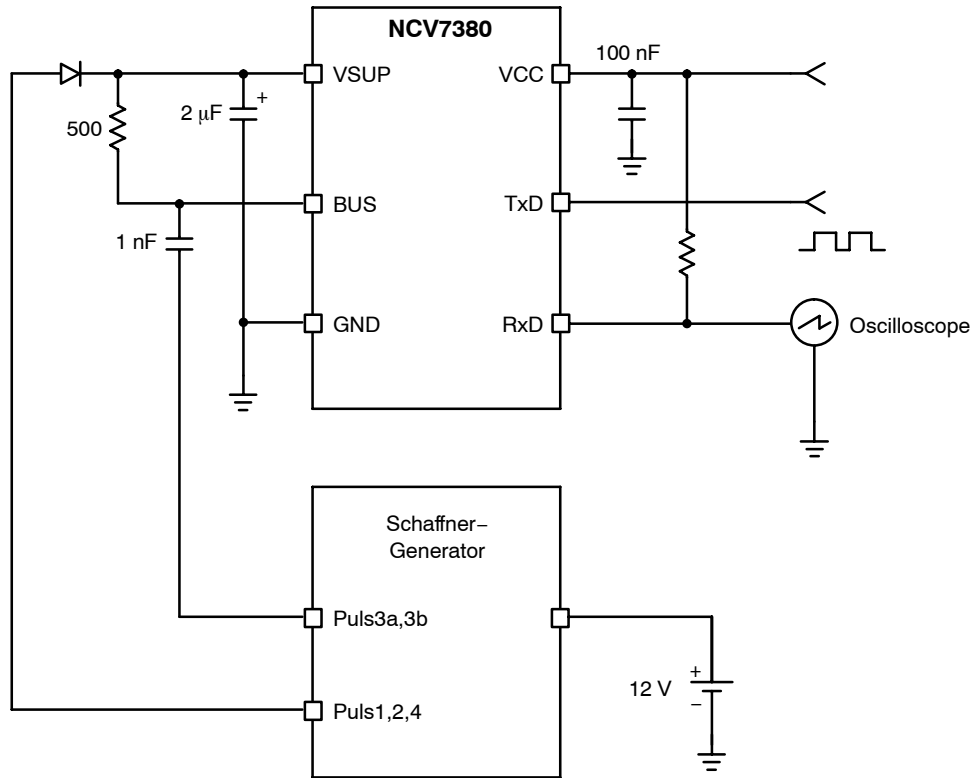 NCV7380
100 nF
VSUP
VCC
+
2 μF
500
BUS
TxD
1 nF
GND
RxD
Oscilloscope
Schaffner−
Generator
Puls3a,3b
+
12 V
−
Puls1,2,4